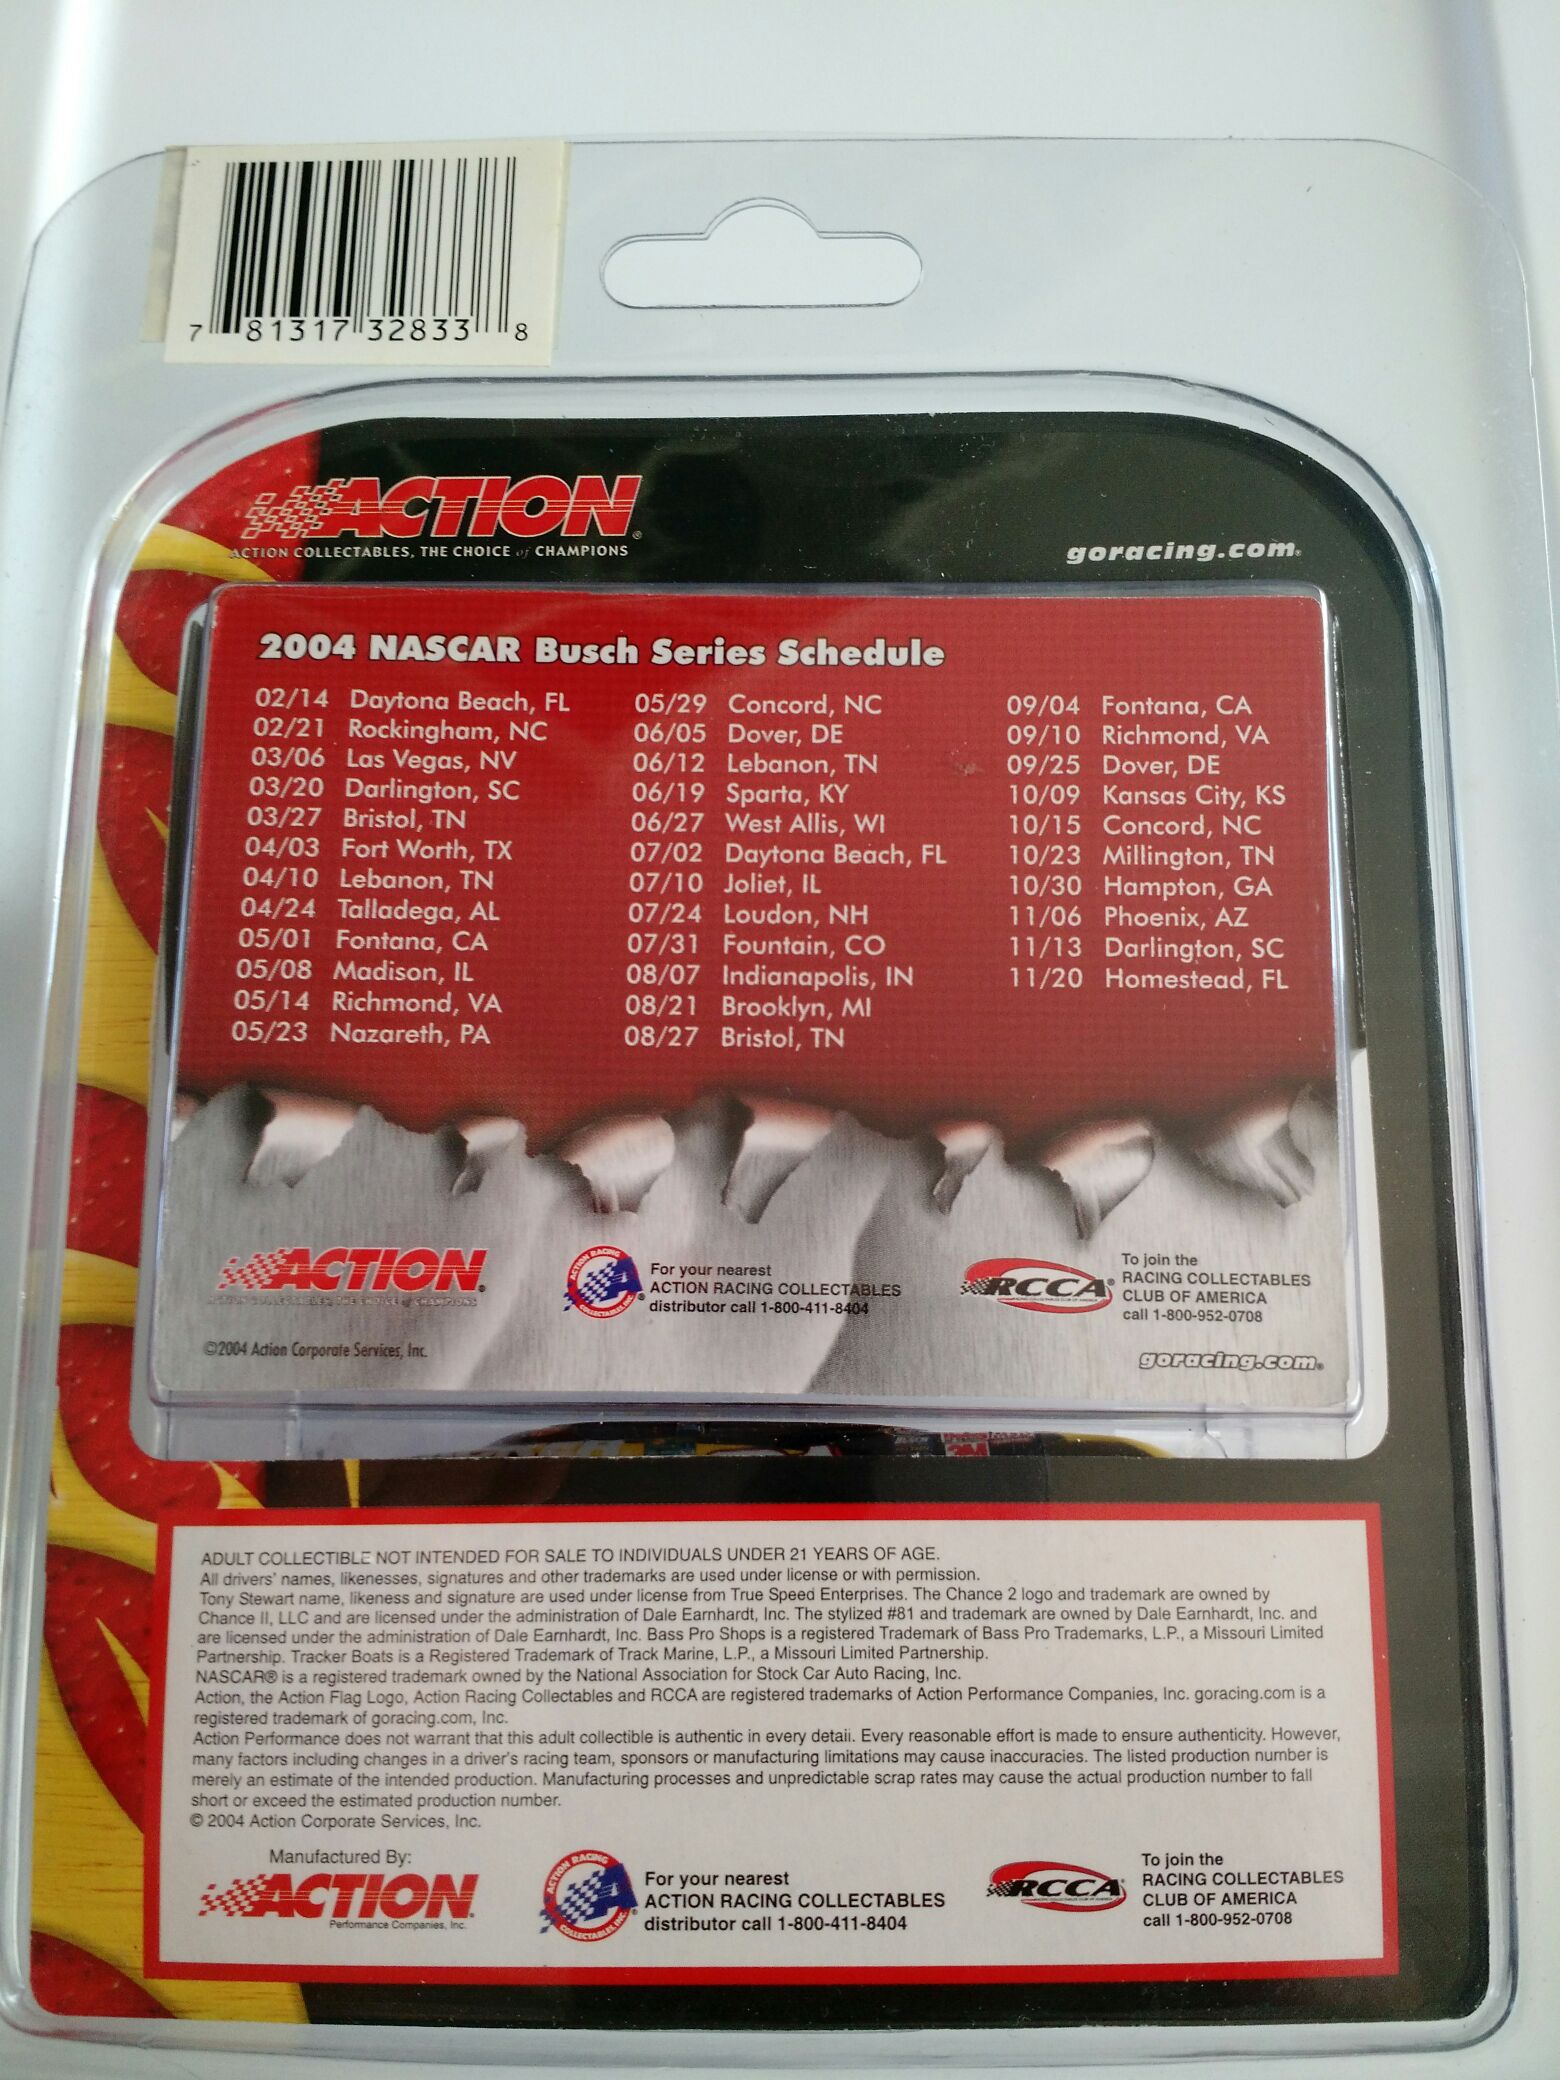 7 81317 32833 8
ACTION®
ACTION COLLECTABLES, THE CHOICE of CHAMPIONS
goracing.com®
2004 NASCAR Busch Series Schedule
02/14 Daytona Beach, FL
02/21 Rockingham, NC
03/06 Las Vegas, NV
03/20 Darlington, SC
03/27 Bristol, TN
04/03 Fort Worth, TX
04/10 Lebanon, TN
04/24 Talladega, AL
05/01 Fontana, CA
05/08 Madison, IL
05/14 Richmond, VA
05/23 Nazareth, PA
05/29 Concord, NC
06/05 Dover, DE
06/12 Lebanon, TN
06/19 Sparta, KY
06/27 West Allis, WI
07/02 Daytona Beach, FL
07/10 Joliet, IL
07/24 Loudon, NH
07/31 Fountain, CO
08/07 Indianapolis, IN
08/21 Brooklyn, MI
08/27 Bristol, TN
09/04 Fontana, CA
09/10 Richmond, VA
09/25 Dover, DE
10/09 Kansas City, KS
10/15 Concord, NC
10/23 Millington, TN
10/30 Hampton, GA
11/06 Phoenix, AZ
11/13 Darlington, SC
11/20 Homestead, FL
ACTION®
ACTION COLLECTABLES, THE CHOICE of CHAMPIONS
©2004 Action Corporate Services, Inc.
ACTION RACING
COLLECTABLES, INC.
For your nearest
ACTION RACING COLLECTABLES
distributor call 1-800-411-8404
RCCA®
To join the
RACING COLLECTABLES
CLUB OF AMERICA
call 1-800-952-0708
goracing.com®
3M
ADULT COLLECTIBLE NOT INTENDED FOR SALE TO INDIVIDUALS UNDER 21 YEARS OF AGE.
All drivers' names, likenesses, signatures and other trademarks are used under license or with permission.
Tony Stewart name, likeness and signature are used under license from True Speed Enterprises. The Chance 2 logo and trademark are owned by
Chance II, LLC and are licensed under the administration of Dale Earnhardt, Inc. The stylized #81 and trademark are owned by Dale Earnhardt, Inc. and
are licensed under the administration of Dale Earnhardt, Inc. Bass Pro Shops is a registered Trademark of Bass Pro Trademarks, L.P., a Missouri Limited
Partnership. Tracker Boats is a Registered Trademark of Track Marine, L.P., a Missouri Limited Partnership.
NASCAR® is a registered trademark owned by the National Association for Stock Car Auto Racing, Inc.
Action, the Action Flag Logo, Action Racing Collectables and RCCA are registered trademarks of Action Performance Companies, Inc. goracing.com is a
registered trademark of goracing.com, Inc.
Action Performance does not warrant that this adult collectible is authentic in every detail. Every reasonable effort is made to ensure authenticity. However,
many factors including changes in a driver's racing team, sponsors or manufacturing limitations may cause inaccuracies. The listed production number is
merely an estimate of the intended production. Manufacturing processes and unpredictable scrap rates may cause the actual production number to fall
short or exceed the estimated production number.
© 2004 Action Corporate Services, Inc.
Manufactured By:
ACTION®
Performance Companies, Inc.
ACTION RACING
COLLECTABLES, INC.
For your nearest
ACTION RACING COLLECTABLES
distributor call 1-800-411-8404
RCCA®
To join the
RACING COLLECTABLES
CLUB OF AMERICA
call 1-800-952-0708